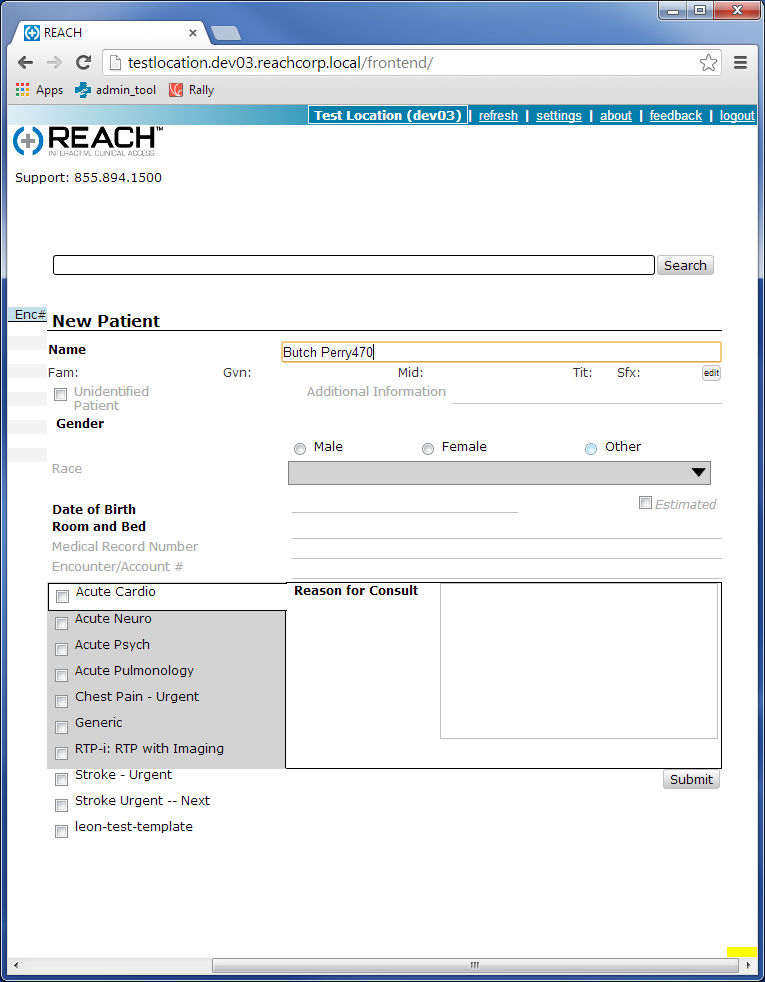 REACH
testlocation.dev03.reachcorp.local/frontend/
Apps admin_tool Rally
Test Location (dev03) | refresh | settings | about | feedback | logout
REACH™
INTERACTIVE CLINICAL ACCESS
Support: 855.894.1500
Search
Enc#
New Patient
Name Butch Perry470
Fam: Gvn: Mid: Tit: Sfx: edit
Unidentified Additional Information
Patient
Gender
Male Female Other
Race
Date of Birth Estimated
Room and Bed
Medical Record Number
Encounter/Account #
Acute Cardio Reason for Consult
Acute Neuro
Acute Psych
Acute Pulmonology
Chest Pain - Urgent
Generic
RTP-i: RTP with Imaging
Stroke - Urgent Submit
Stroke Urgent -- Next
leon-test-template